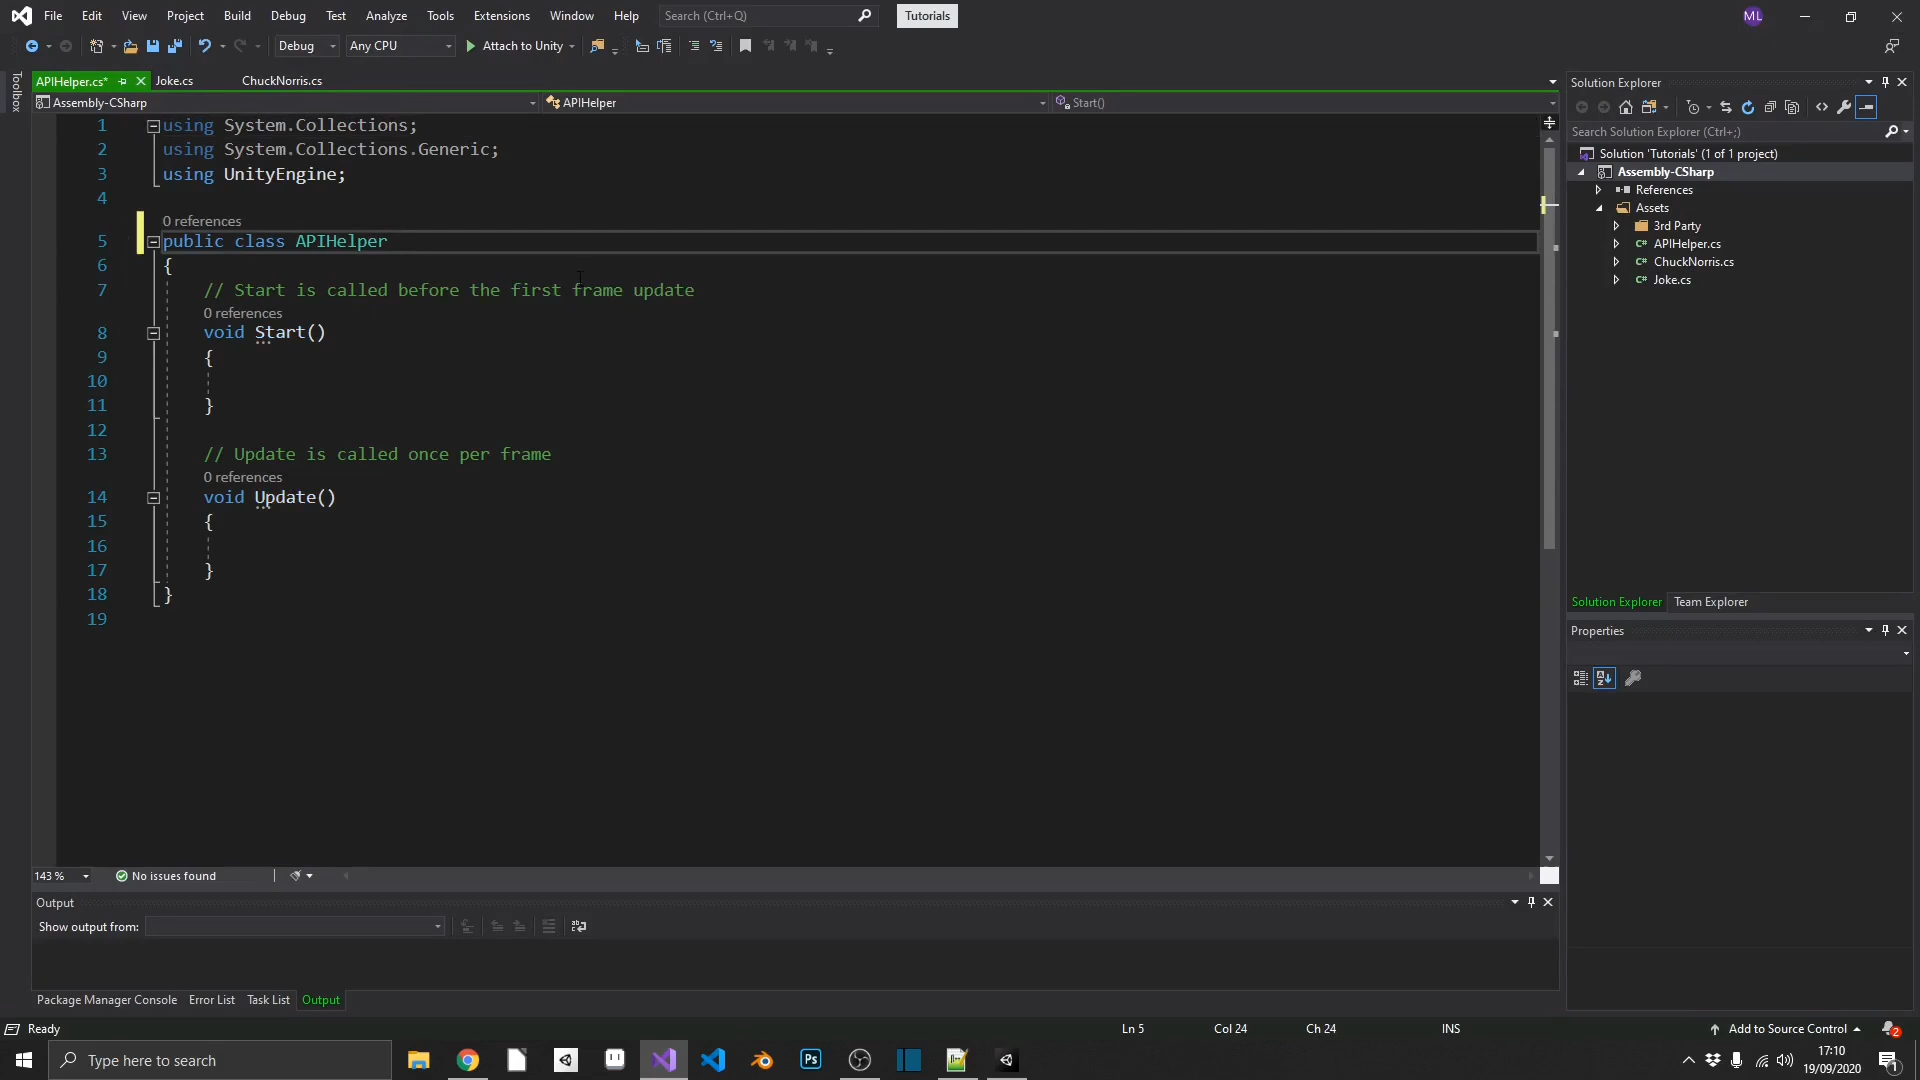 File Edit View Project Build Debug Test Analyze Tools Extensions Window Help Search (Ctrl+Q) Tutorials ML
Debug Any CPU Attach to Unity
Toolbox
APIHelper.cs* Joke.cs ChuckNorris.cs
Assembly-CSharp APIHelper Start()
1 using System.Collections;
2 using System.Collections.Generic;
3 using UnityEngine;
4
0 references
5 public class APIHelper
6 {
7 // Start is called before the first frame update
0 references
8 void Start()
9 {
10
11 }
12
13 // Update is called once per frame
0 references
14 void Update()
15 {
16
17 }
18 }
19
143 % No issues found
Output
Show output from:
Package Manager Console Error List Task List Output
Solution Explorer
Search Solution Explorer (Ctrl+;)
Solution 'Tutorials' (1 of 1 project)
Assembly-CSharp
References
Assets
3rd Party
C# APIHelper.cs
C# ChuckNorris.cs
C# Joke.cs
Solution Explorer Team Explorer
Properties
Ready Ln 5 Col 24 Ch 24 INS Add to Source Control 2
Type here to search Ps 17:10
19/09/2020 1